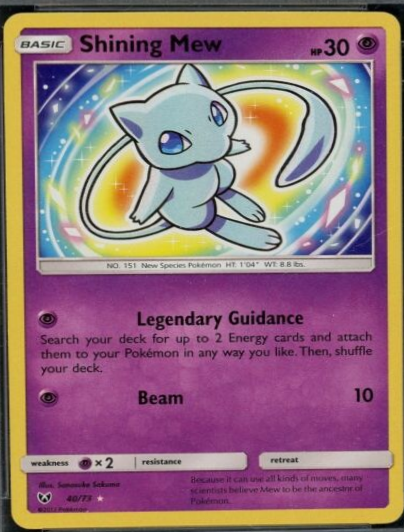 BASIC Shining Mew HP 30
NO. 151 New Species Pokémon HT: 1'04" WT: 8.8 lbs.
Legendary Guidance
Search your deck for up to 2 Energy cards and attach
them to your Pokémon in any way you like. Then, shuffle
your deck.
Beam 10
weakness ×2 resistance retreat
Illus. Sanosuke Sakuma
Because it can use all kinds of moves, many
scientists believe Mew to be the ancestor of
Pokémon.
40/73
©2017 Pokémon